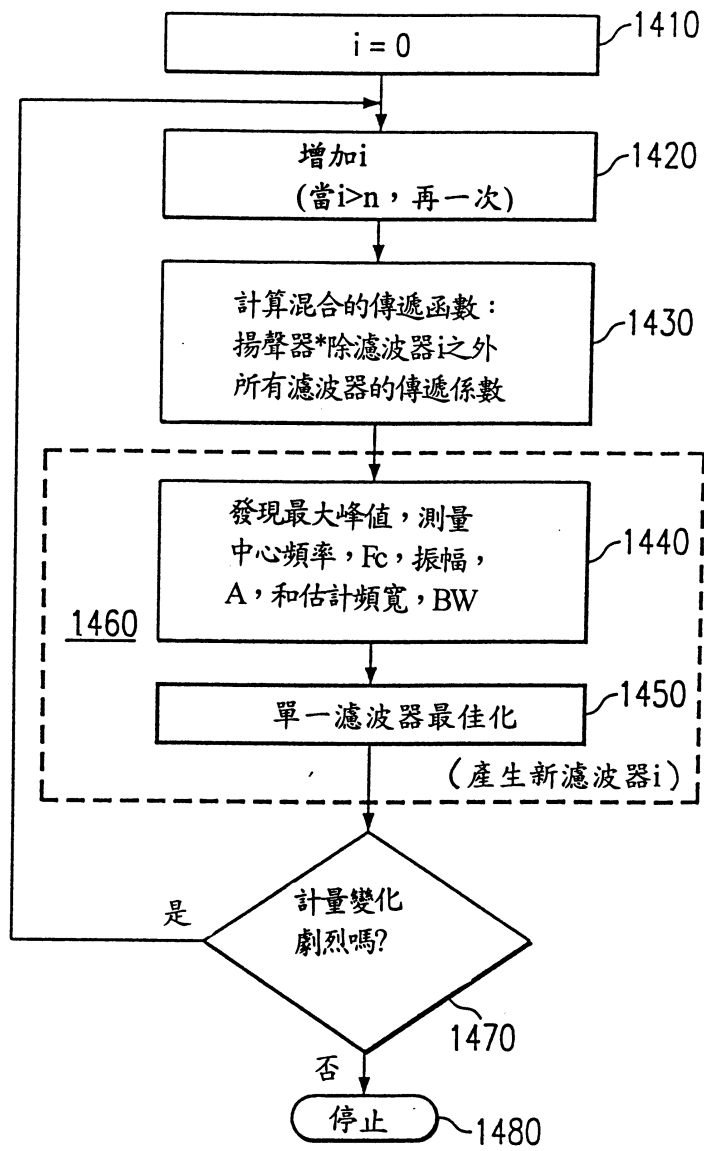 i = 0
1410
增加i
(當i>n，再一次)
1420
計算混合的傳遞函數：
揚聲器*除濾波器i之外
所有濾波器的傳遞係數
1430
發現最大峰值，測量
中心頻率，Fc，振幅，
A，和估計頻寬，BW
1440
1460
單一濾波器最佳化
1450
(產生新濾波器i)
計量變化
劇烈嗎?
是
1470
否
停止
1480